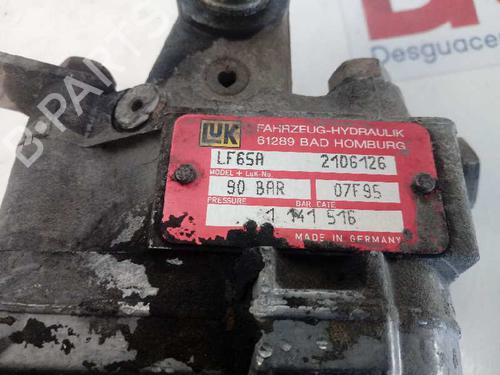 Desguaces
B-PARTS
LUK
FAHRZEUG-HYDRAULIK
61289 BAD HOMBURG
LF65A 2106126
MODEL + LUK-No.
90 BAR 07F95
PRESSURE BAR DATE
1 141 516
MADE IN GERMANY